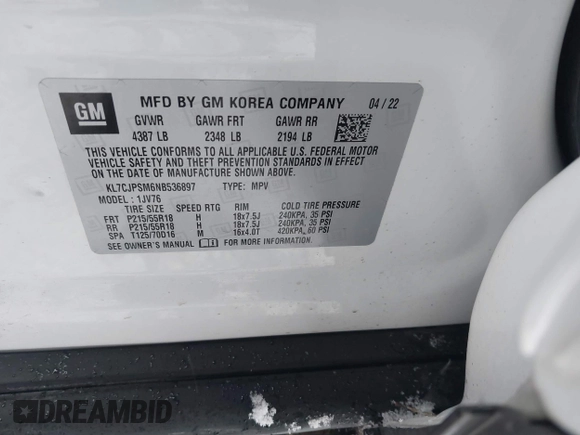 GM MFD BY GM KOREA COMPANY 04 / 22
GVWR GAWR FRT GAWR RR
4387 LB 2348 LB 2194 LB
THIS VEHICLE CONFORMS TO ALL APPLICABLE U.S. FEDERAL MOTOR
VEHICLE SAFETY AND THEFT PREVENTION STANDARDS IN EFFECT
ON THE DATE OF MANUFACTURE SHOWN ABOVE.
KL7CJPSM6NB536897 TYPE: MPV
MODEL : 1JV76
TIRE SIZE SPEED RTG RIM COLD TIRE PRESSURE
FRT P215/55R18 H 18x7.5J 240KPA, 35 PSI
RR P215/55R18 H 18x7.5J 240KPA, 35 PSI
SPA T125/70D16 M 16x4.0T 420KPA, 60 PSI
SEE OWNER'S MANUAL FOR MORE INFORMATION.
DREAMBID